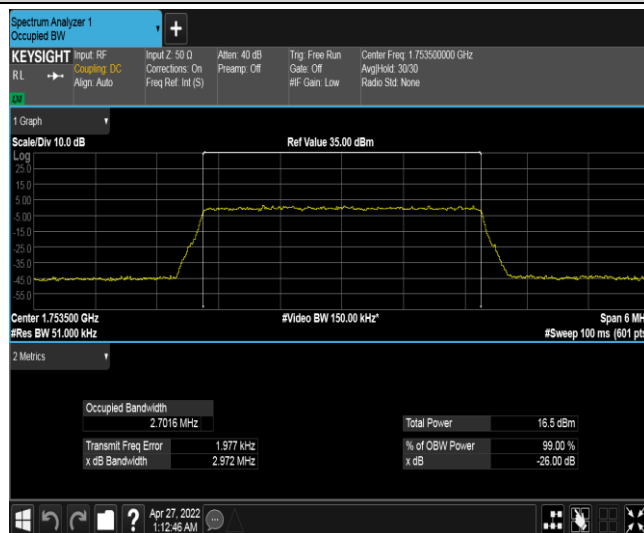 Spectrum Analyzer 1
Occupied BW
+
KEYSIGHT Input: RF Input Z: 50 Ω Atten: 40 dB Trig: Free Run Center Freq: 1.753500000 GHz
RL Coupling: DC Corrections: On Preamp: Off Gate: Off Avg|Hold: 30/30
Align: Auto Freq Ref: Int (S) #IF Gain: Low Radio Std: None
LXI
1 Graph
Scale/Div 10.0 dB Ref Value 35.00 dBm
Log
25.0
15.0
5.00
-5.00
-15.0
-25.0
-35.0
-45.0
-55.0
Center 1.753500 GHz #Video BW 150.00 kHz* Span 6 MH
#Res BW 51.000 kHz #Sweep 100 ms (601 pts
2 Metrics
Occupied Bandwidth
2.7016 MHz Total Power 16.5 dBm
Transmit Freq Error 1.977 kHz % of OBW Power 99.00 %
x dB Bandwidth 2.972 MHz x dB -26.00 dB
? Apr 27, 2022
1:12:46 AM